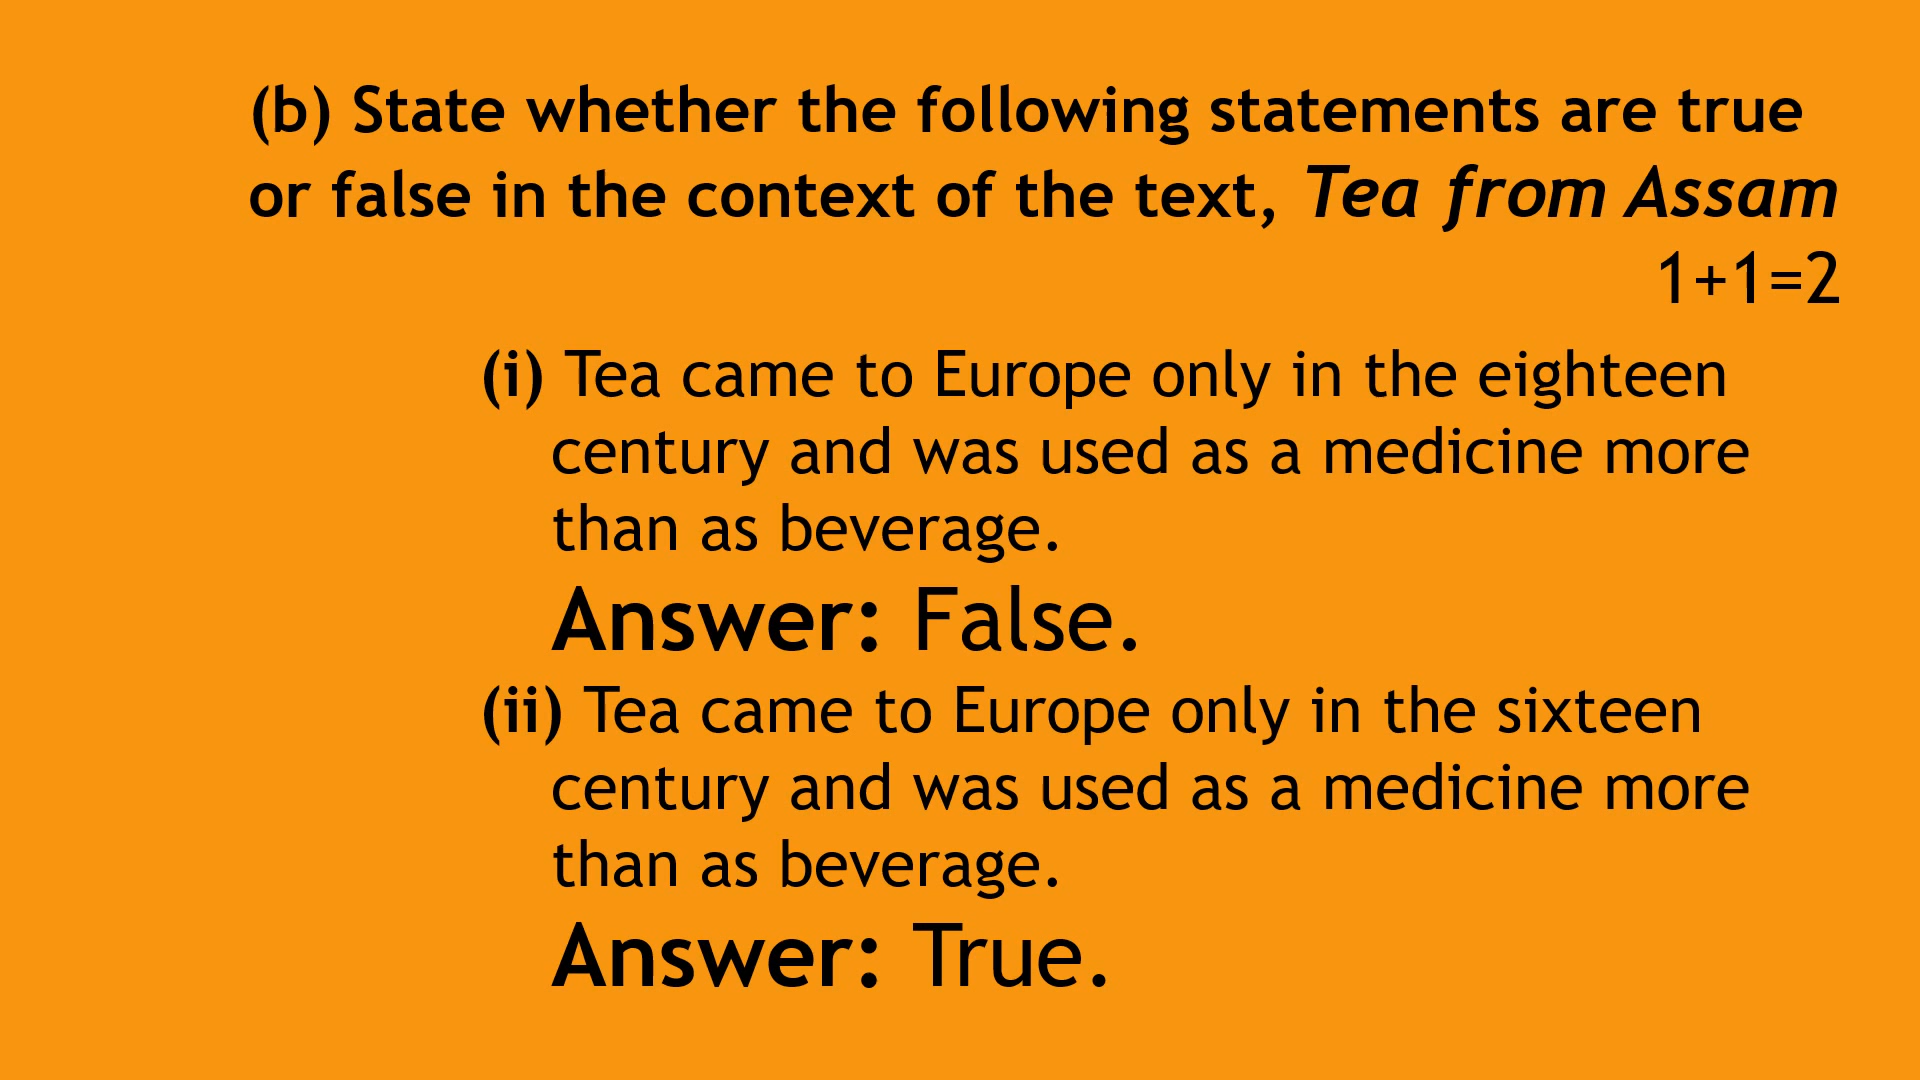 (b) State whether the following statements are true
or false in the context of the text, Tea from Assam
1+1=2
(i) Tea came to Europe only in the eighteen
century and was used as a medicine more
than as beverage.
Answer: False.
(ii) Tea came to Europe only in the sixteen
century and was used as a medicine more
than as beverage.
Answer: True.